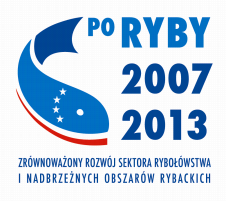 PO RYBY
2007
2013
ZRÓWNOWAŻONY ROZWÓJ SEKTORA RYBOŁÓWSTWA
I NADBRZEŻNYCH OBSZARÓW RYBACKICH